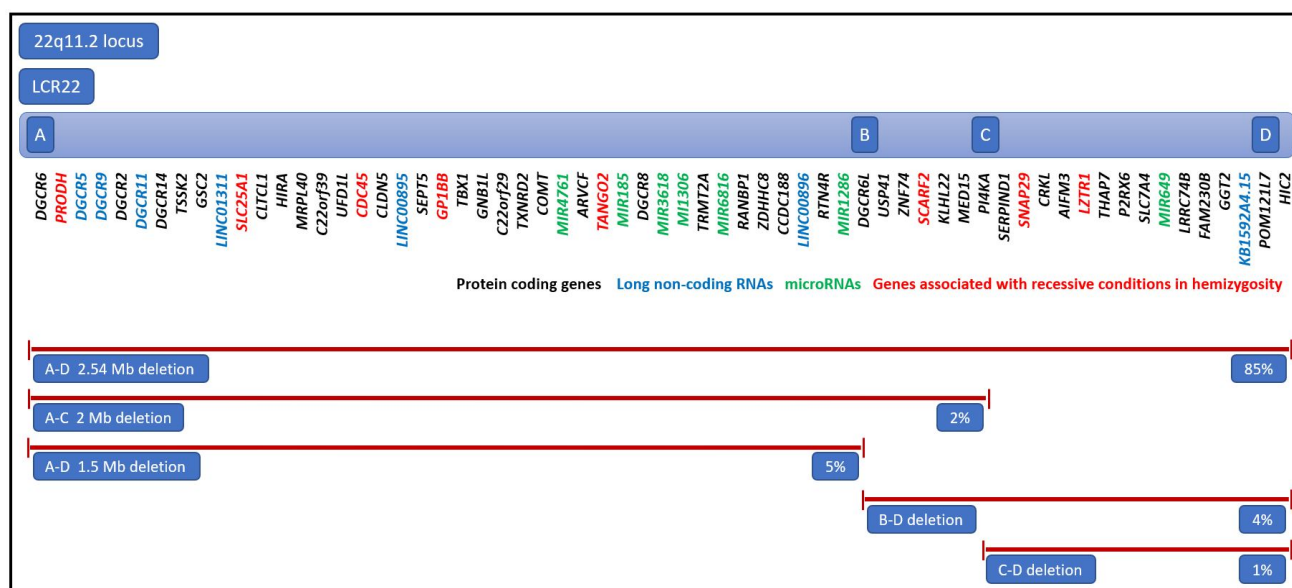 22q11.2 locus
LCR22
A B C D
DGCR6 PRODH DGCR5 DGCR9 DGCR2 DGCR11 DGCR14 TSSK2 GSC2 LINC01311 SLC25A1 CLTCL1 HIRA MRPL40 C22orf39 UFD1L CDC45 CLDN5 LINC00895 SEPT5 GP1BB TBX1 GNB1L C22orf29 TXNRD2 COMT MIR4761 ARVCF TANGO2 MIR185 DGCR8 MIR3618 MI1306 TRMT2A MIR6816 RANBP1 ZDHHC8 CCDC188 LINC00896 RTN4R MIR1286 DGCR6L USP41 ZNF74 SCARF2 KLHL22 MED15 PI4KA SERPIND1 SNAP29 CRKL AIFM3 LZTR1 THAP7 P2RX6 SLC7A4 MIR649 LRRC74B FAM230B GGT2 KB1592A4.15 POM121L7 HIC2
Protein coding genes Long non-coding RNAs microRNAs Genes associated with recessive conditions in hemizygosity
A-D 2.54 Mb deletion 85%
A-C 2 Mb deletion 2%
A-D 1.5 Mb deletion 5%
B-D deletion 4%
C-D deletion 1%